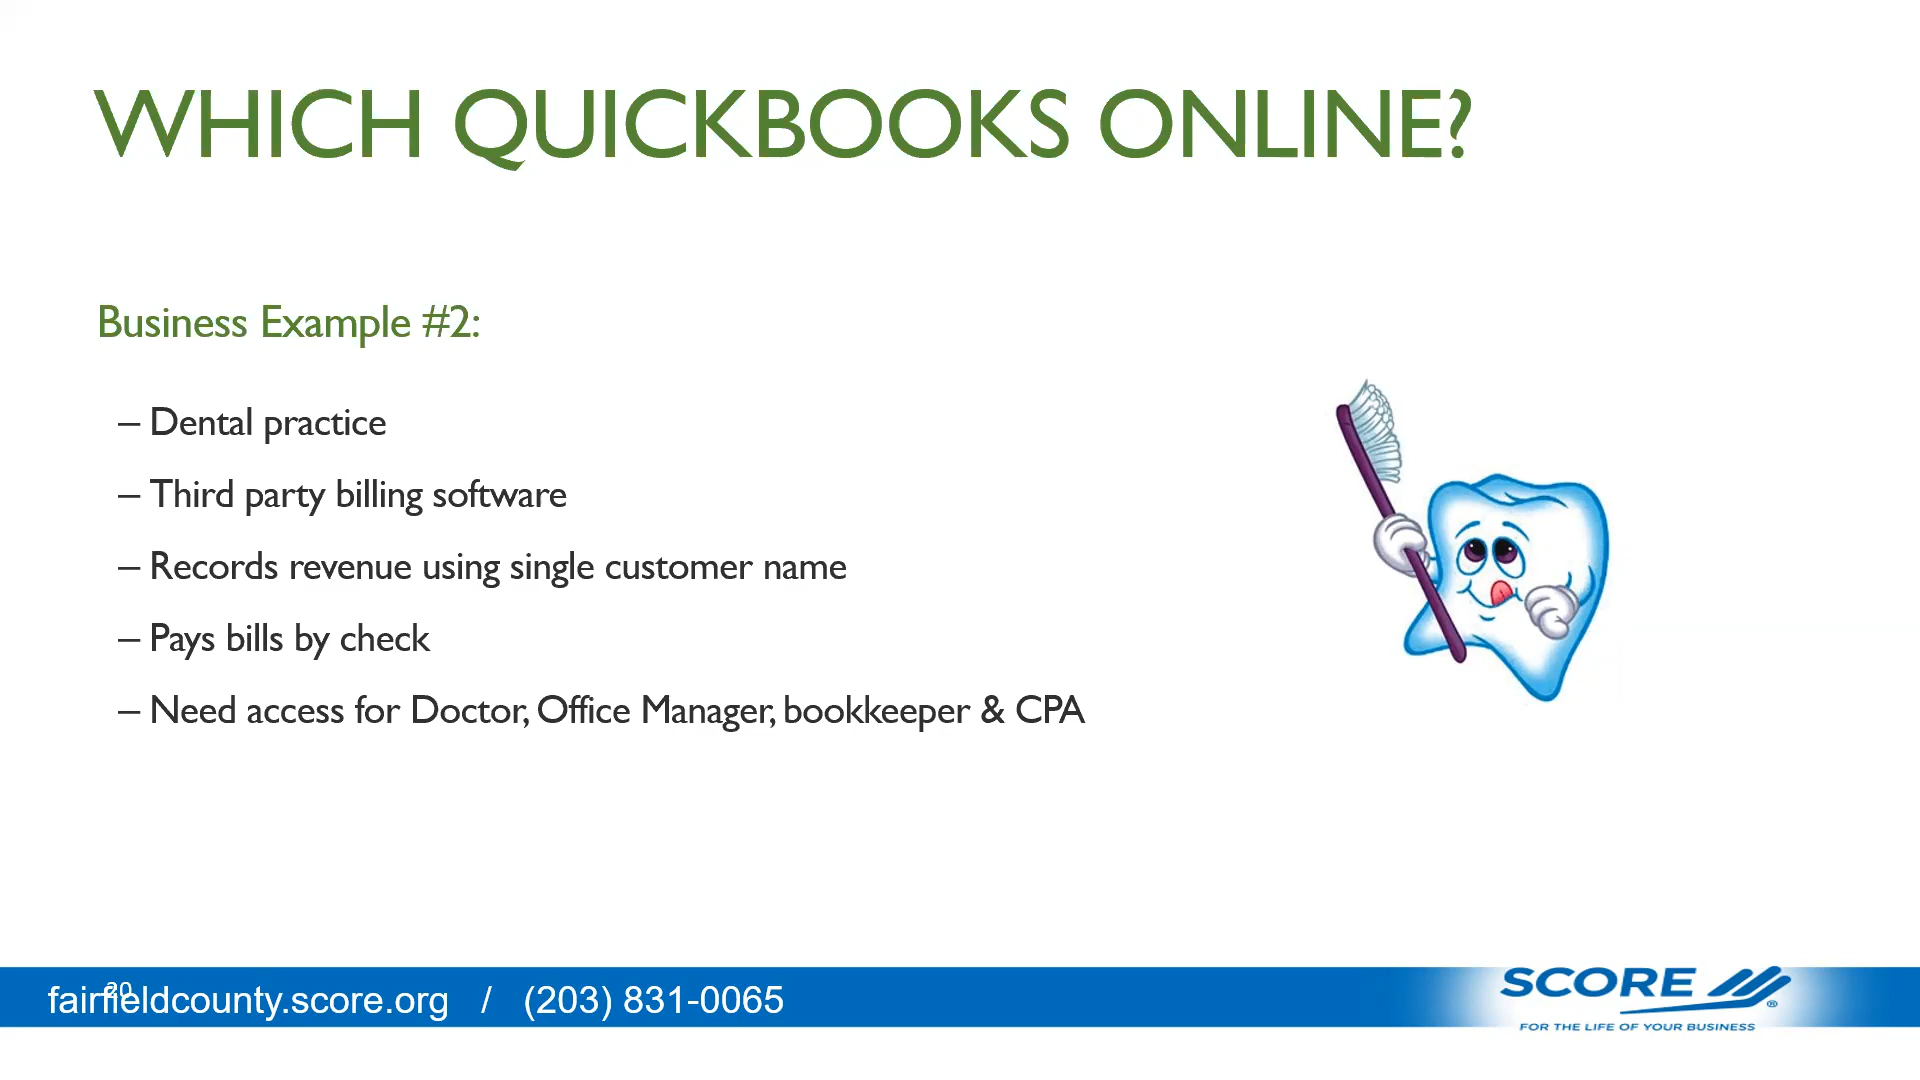 WHICH QUICKBOOKS ONLINE?
Business Example #2:
– Dental practice
– Third party billing software
– Records revenue using single customer name
– Pays bills by check
– Need access for Doctor, Office Manager, bookkeeper & CPA
20
fairfieldcounty.score.org / (203) 831-0065
SCORE®
FOR THE LIFE OF YOUR BUSINESS